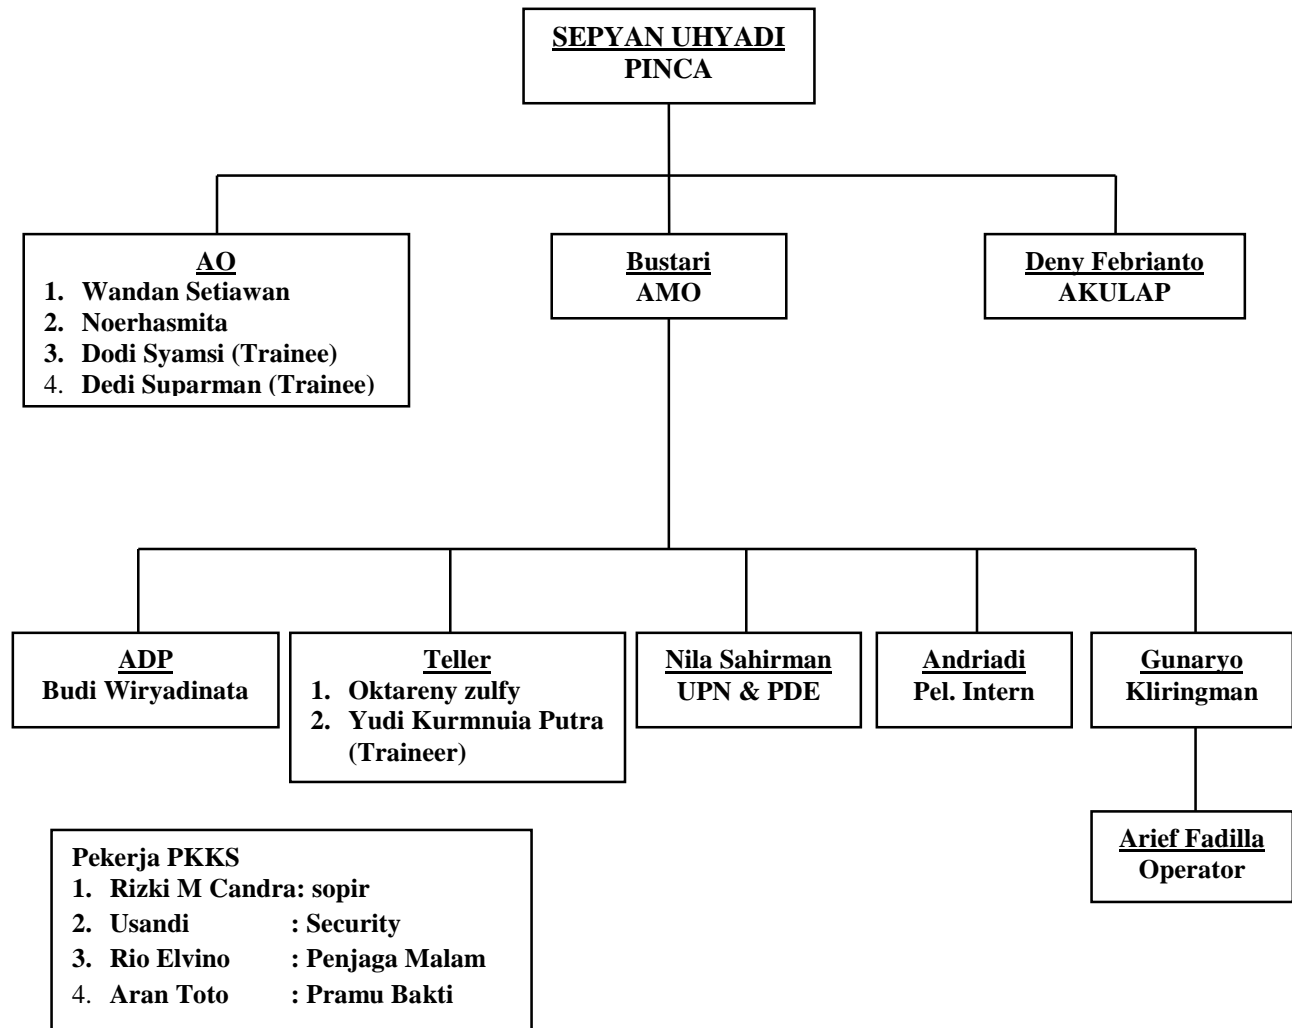 SEPYAN UHYADI
PINCA
AO
1. Wandan Setiawan
2. Noerhasmita
3. Dodi Syamsi (Trainee)
4. Dedi Suparman (Trainee)
Bustari
AMO
Deny Febrianto
AKULAP
ADP
Budi Wiryadinata
Teller
1. Oktareny zulfy
2. Yudi Kurmnuia Putra
(Traineer)
Nila Sahirman
UPN & PDE
Andriadi
Pel. Intern
Gunaryo
Kliringman
Arief Fadilla
Operator
Pekerja PKKS
1. Rizki M Candra: sopir
2. Usandi : Security
3. Rio Elvino : Penjaga Malam
4. Aran Toto : Pramu Bakti